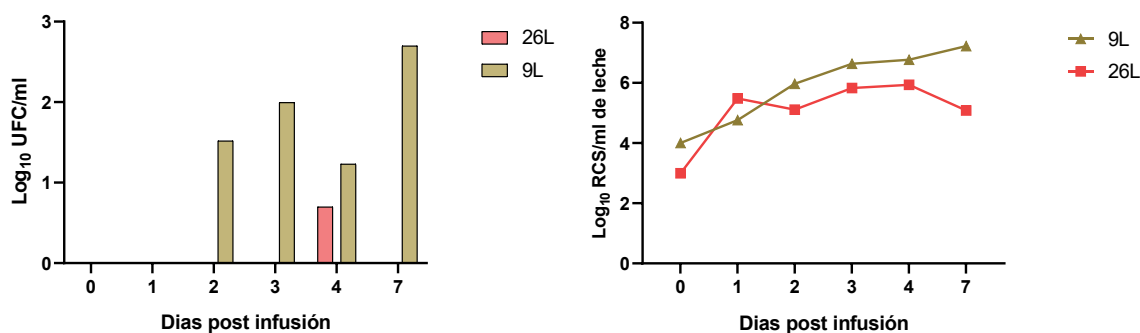 Log₁₀ UFC/ml
3
2
1
0
0 1 2 3 4 7
Dias post infusión
26L
9L
Log₁₀ RCS/ml de leche
8
6
4
2
0
0 1 2 3 4 7
Dias post infusión
9L
26L